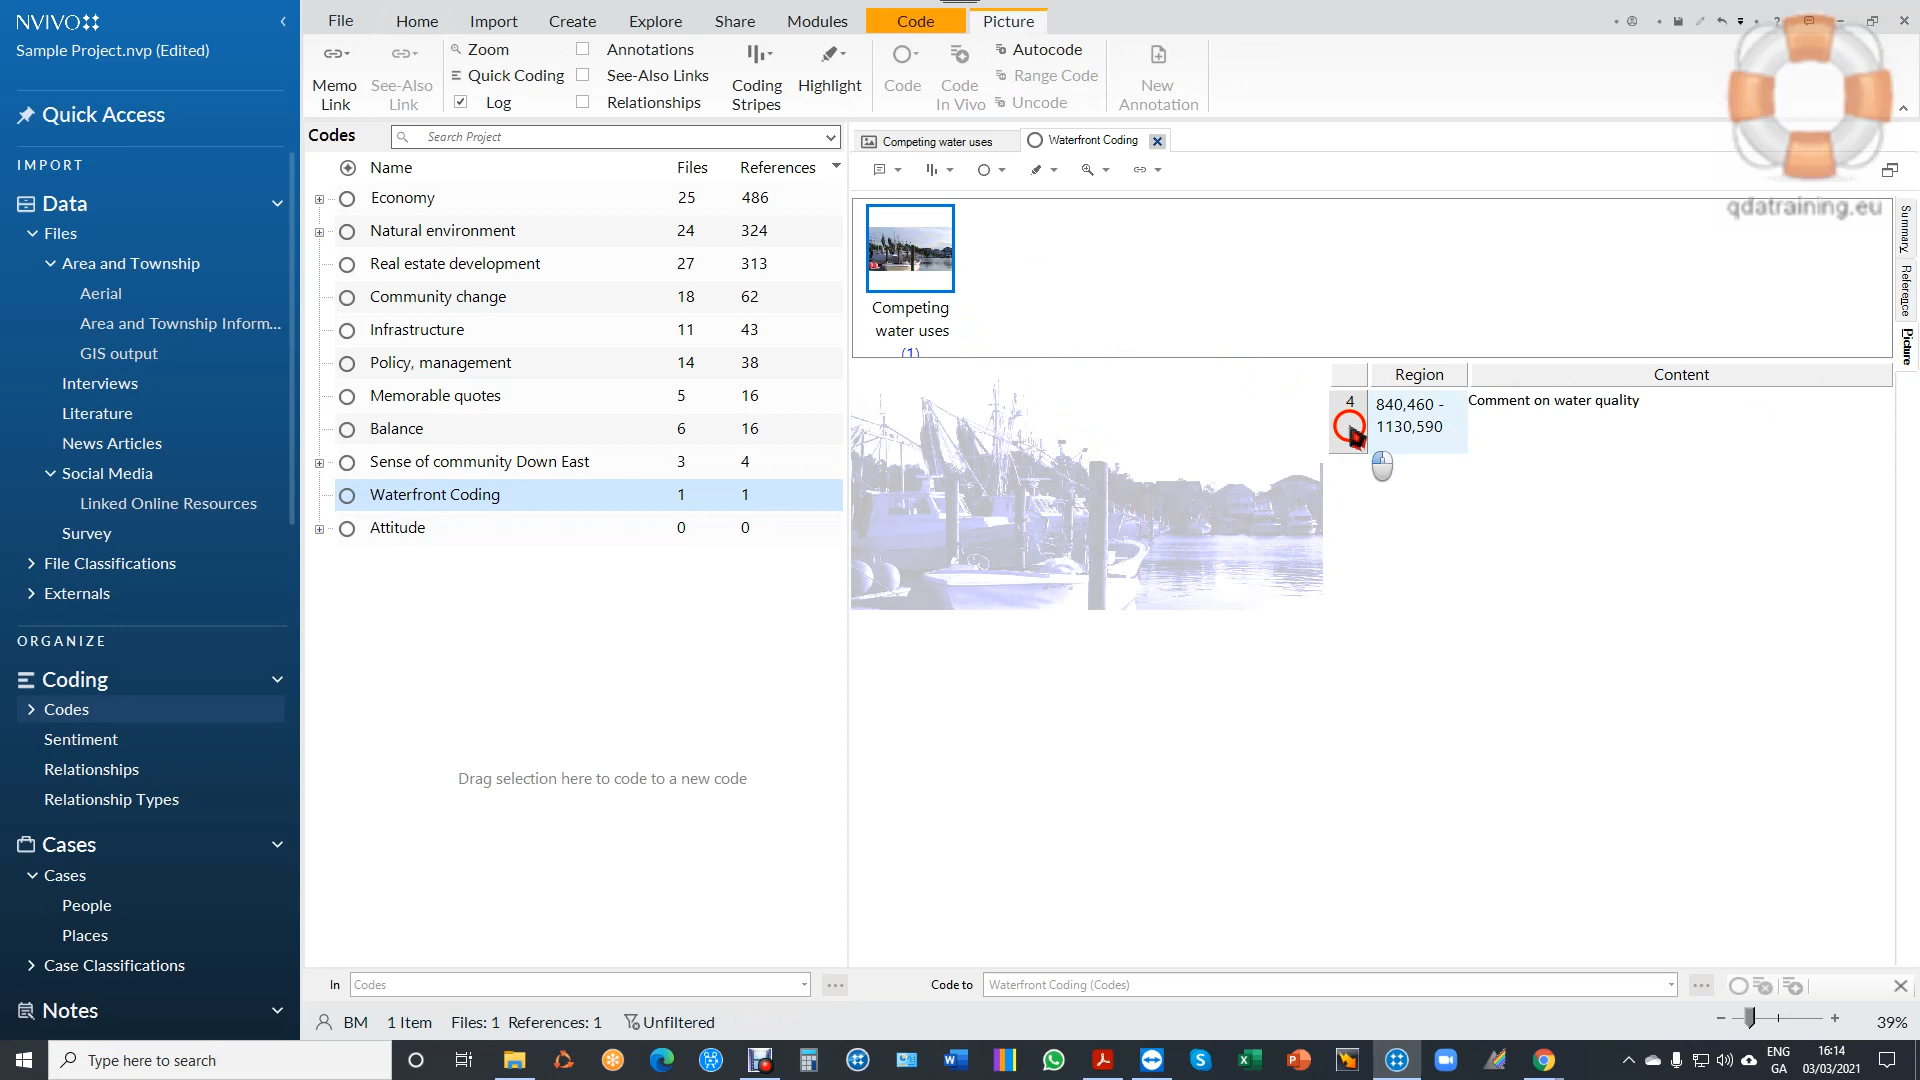 NVIVO
Sample Project.nvp (Edited)
Quick Access
IMPORT
Data
Files
Area and Township
Aerial
Area and Township Inform...
GIS output
Interviews
Literature
News Articles
Social Media
Linked Online Resources
Survey
File Classifications
Externals
ORGANIZE
Coding
Codes
Sentiment
Relationships
Relationship Types
Cases
Cases
People
Places
Case Classifications
Notes
File Home Import Create Explore Share Modules Code Picture
Memo Link
See-Also Link
Zoom
Quick Coding
Log
Annotations
See-Also Links
Relationships
Coding Stripes
Highlight
Code
Code In Vivo
Autocode
Range Code
Uncode
New Annotation
qdatraining.eu
Codes
Search Project
Name Files References
Economy 25 486
Natural environment 24 324
Real estate development 27 313
Community change 18 62
Infrastructure 11 43
Policy, management 14 38
Memorable quotes 5 16
Balance 6 16
Sense of community Down East 3 4
Waterfront Coding 1 1
Attitude 0 0
Drag selection here to code to a new code
Competing water uses
Waterfront Coding
Competing
water uses
(1)
Region Content
4 840,460 - Comment on water quality
1130,590
Summary
Reference
Picture
In Codes
Code to Waterfront Coding (Codes)
BM 1 Item Files: 1 References: 1 Unfiltered
39%
Type here to search
ENG
GA
16:14
03/03/2021